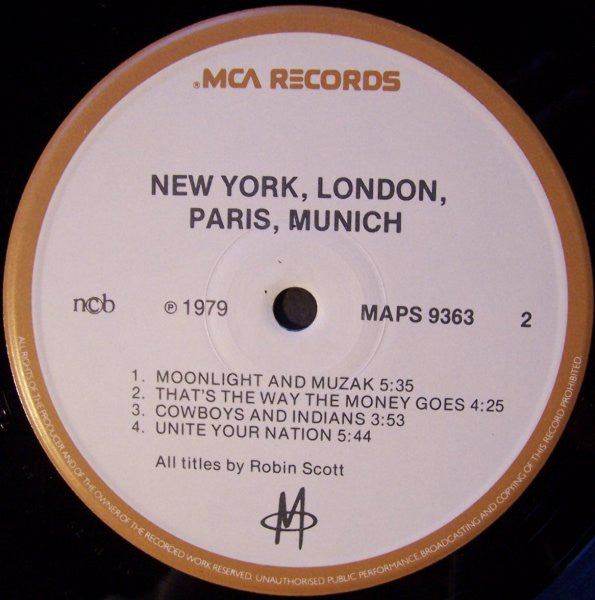 ®MCA RECORDS
NEW YORK, LONDON,
PARIS, MUNICH
ncb ℗ 1979 MAPS 9363 2
1. MOONLIGHT AND MUZAK 5:35
2. THAT'S THE WAY THE MONEY GOES 4:25
3. COWBOYS AND INDIANS 3:53
4. UNITE YOUR NATION 5:44
All titles by Robin Scott
M
ALL RIGHTS OF THE PRODUCER AND OF THE OWNER OF THE RECORDED WORK RESERVED. UNAUTHORISED PUBLIC PERFORMANCE, BROADCASTING AND COPYING OF THIS RECORD PROHIBITED.